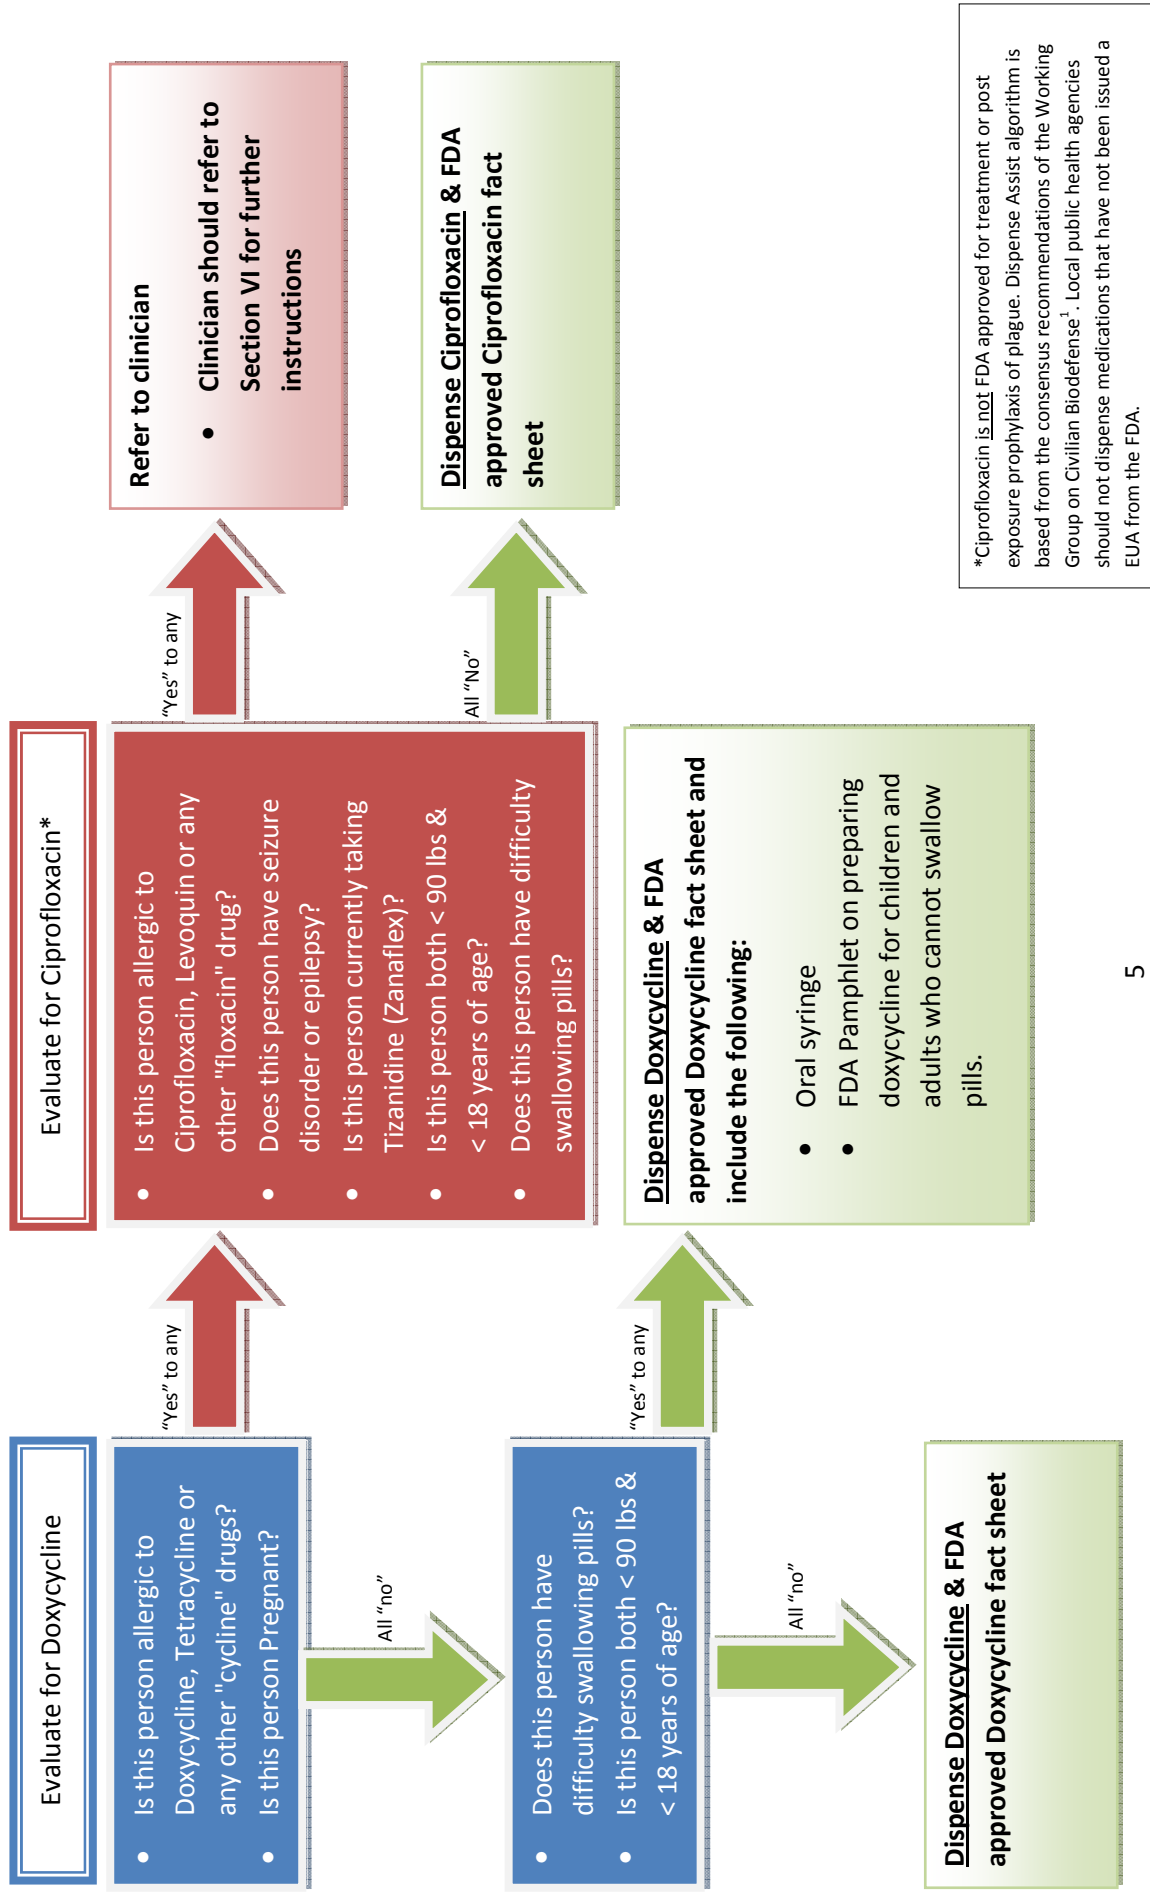 Evaluate for Doxycycline
• Is this person allergic to
Doxycycline, Tetracycline or
any other "cycline" drugs?
• Is this person Pregnant?
“Yes” to any
All “no”
• Does this person have
difficulty swallowing pills?
• Is this person both < 90 lbs &
< 18 years of age?
“Yes” to any
All “no”
Dispense Doxycycline & FDA
approved Doxycycline fact sheet
Evaluate for Ciprofloxacin*
• Is this person allergic to
Ciprofloxacin, Levoquin or any
other "floxacin" drug?
• Does this person have seizure
disorder or epilepsy?
• Is this person currently taking
Tizanidine (Zanaflex)?
• Is this person both < 90 lbs &
< 18 years of age?
• Does this person have difficulty
swallowing pills?
“Yes” to any
All “No”
Dispense Doxycycline & FDA
approved Doxycycline fact sheet and
include the following:
• Oral syringe
• FDA Pamphlet on preparing
doxycycline for children and
adults who cannot swallow
pills.
Refer to clinician
• Clinician should refer to
Section VI for further
instructions
Dispense Ciprofloxacin & FDA
approved Ciprofloxacin fact
sheet
*Ciprofloxacin is not FDA approved for treatment or post
exposure prophylaxis of plague. Dispense Assist algorithm is
based from the consensus recommendations of the Working
Group on Civilian Biodefense¹. Local public health agencies
should not dispense medications that have not been issued a
EUA from the FDA.
5